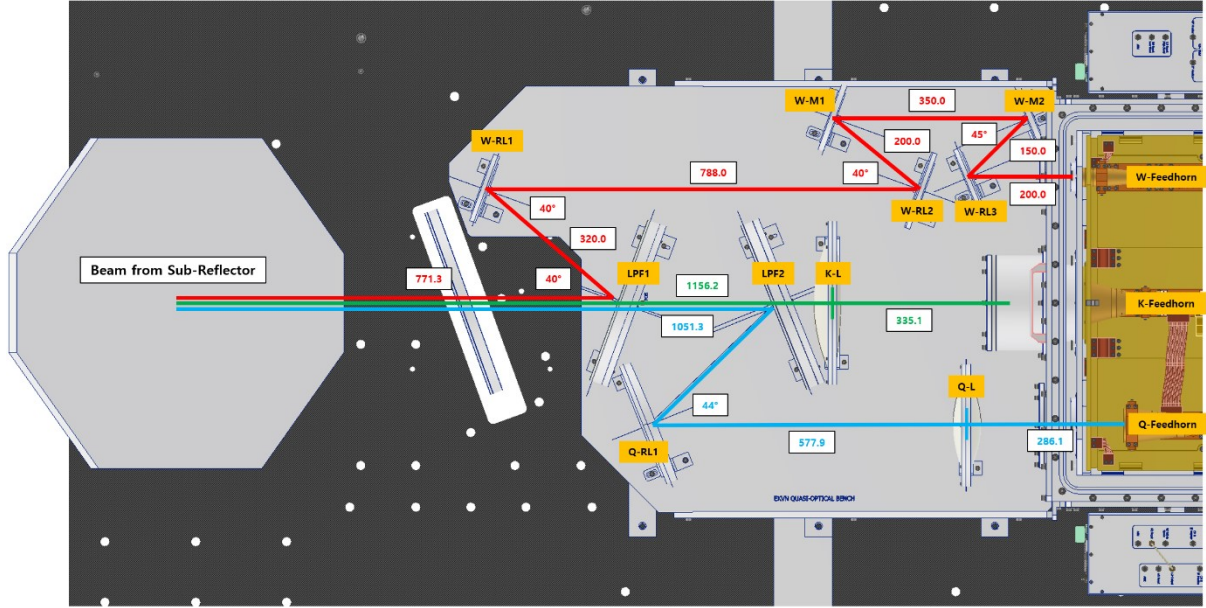 W-M1
350.0
W-M2
W-RL1
200.0
45°
150.0
788.0
40°
W-Feedhorn
200.0
40°
W-RL2
W-RL3
320.0
Beam from Sub-Reflector
771.3
40°
LPF1
1156.2
LPF2
K-L
K-Feedhorn
1051.3
335.1
Q-L
44°
Q-Feedhorn
577.9
286.1
Q-RL1
EKVN QUASI-OPTICAL BENCH